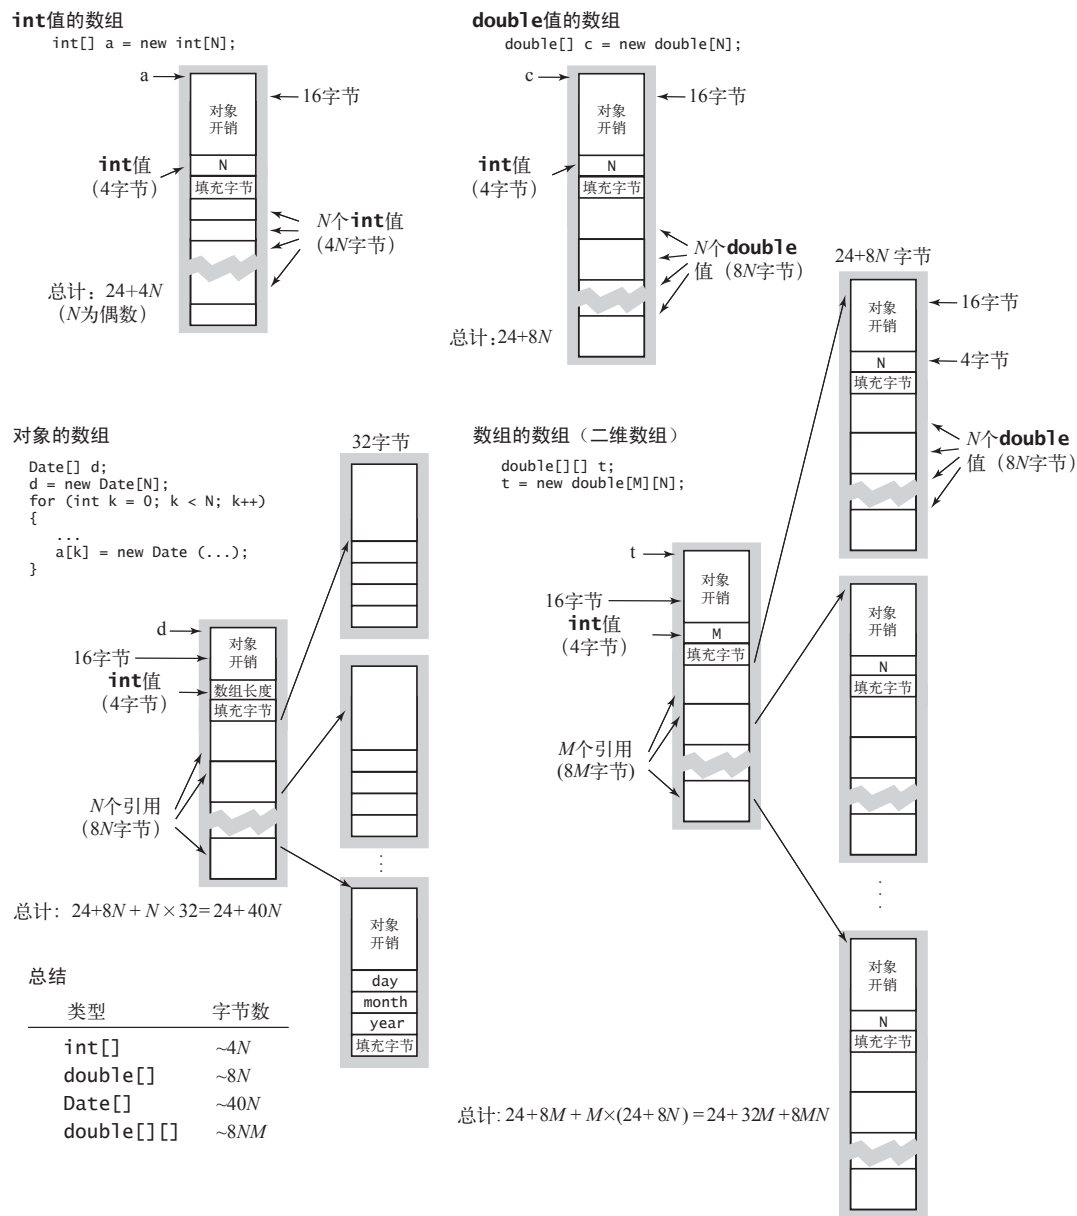 int值的数组
int[] a = new int[N];
a
16字节
对象
开销
int值
(4字节)
N
填充字节
N个int值
(4N字节)
总计：24+4N
(N为偶数)
double值的数组
double[] c = new double[N];
c
16字节
对象
开销
int值
(4字节)
N
填充字节
N个double
值（8N字节）
总计:24+8N
对象的数组
Date[] d;
d = new Date[N];
for (int k = 0; k < N; k++)
{
...
a[k] = new Date (...);
}
32字节
d
对象
开销
16字节
int值
(4字节)
数组长度
填充字节
N个引用
(8N字节)
⋮
对象
开销
day
month
year
填充字节
总计：24+8N + N×32=24+40N
数组的数组（二维数组）
double[][] t;
t = new double[M][N];
t
对象
开销
16字节
int值
(4字节)
M
填充字节
M个引用
(8M字节)
24+8N 字节
对象
开销
16字节
N
4字节
填充字节
N个double
值（8N字节）
对象
开销
N
填充字节
⋮
对象
开销
N
填充字节
总计:24+8M + M×(24+8N) =24+32M+8MN
总结
类型 字节数
int[] ~4N
double[] ~8N
Date[] ~40N
double[][] ~8NM